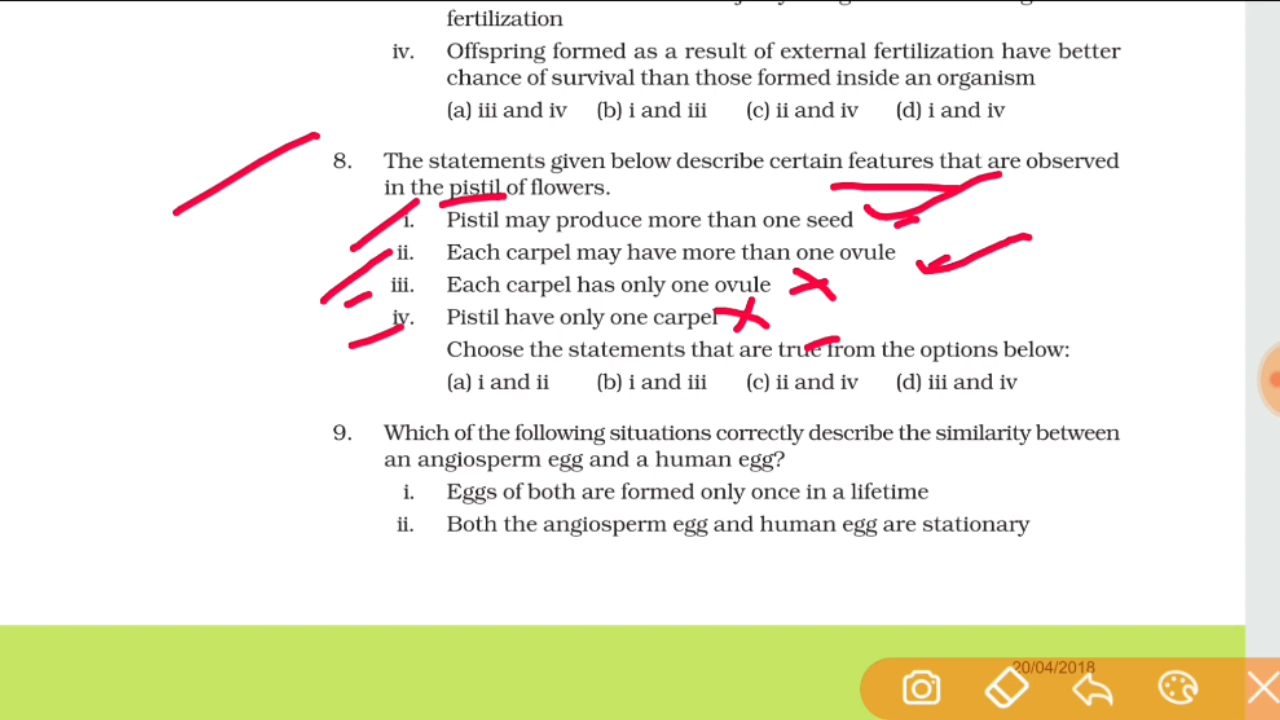 fertilization
iv. Offspring formed as a result of external fertilization have better
chance of survival than those formed inside an organism
(a) iii and iv (b) i and iii (c) ii and iv (d) i and iv
8. The statements given below describe certain features that are observed
in the pistil of flowers.
i. Pistil may produce more than one seed
ii. Each carpel may have more than one ovule
iii. Each carpel has only one ovule
iv. Pistil have only one carpel
Choose the statements that are true from the options below:
(a) i and ii (b) i and iii (c) ii and iv (d) iii and iv
9. Which of the following situations correctly describe the similarity between
an angiosperm egg and a human egg?
i. Eggs of both are formed only once in a lifetime
ii. Both the angiosperm egg and human egg are stationary
20/04/2018